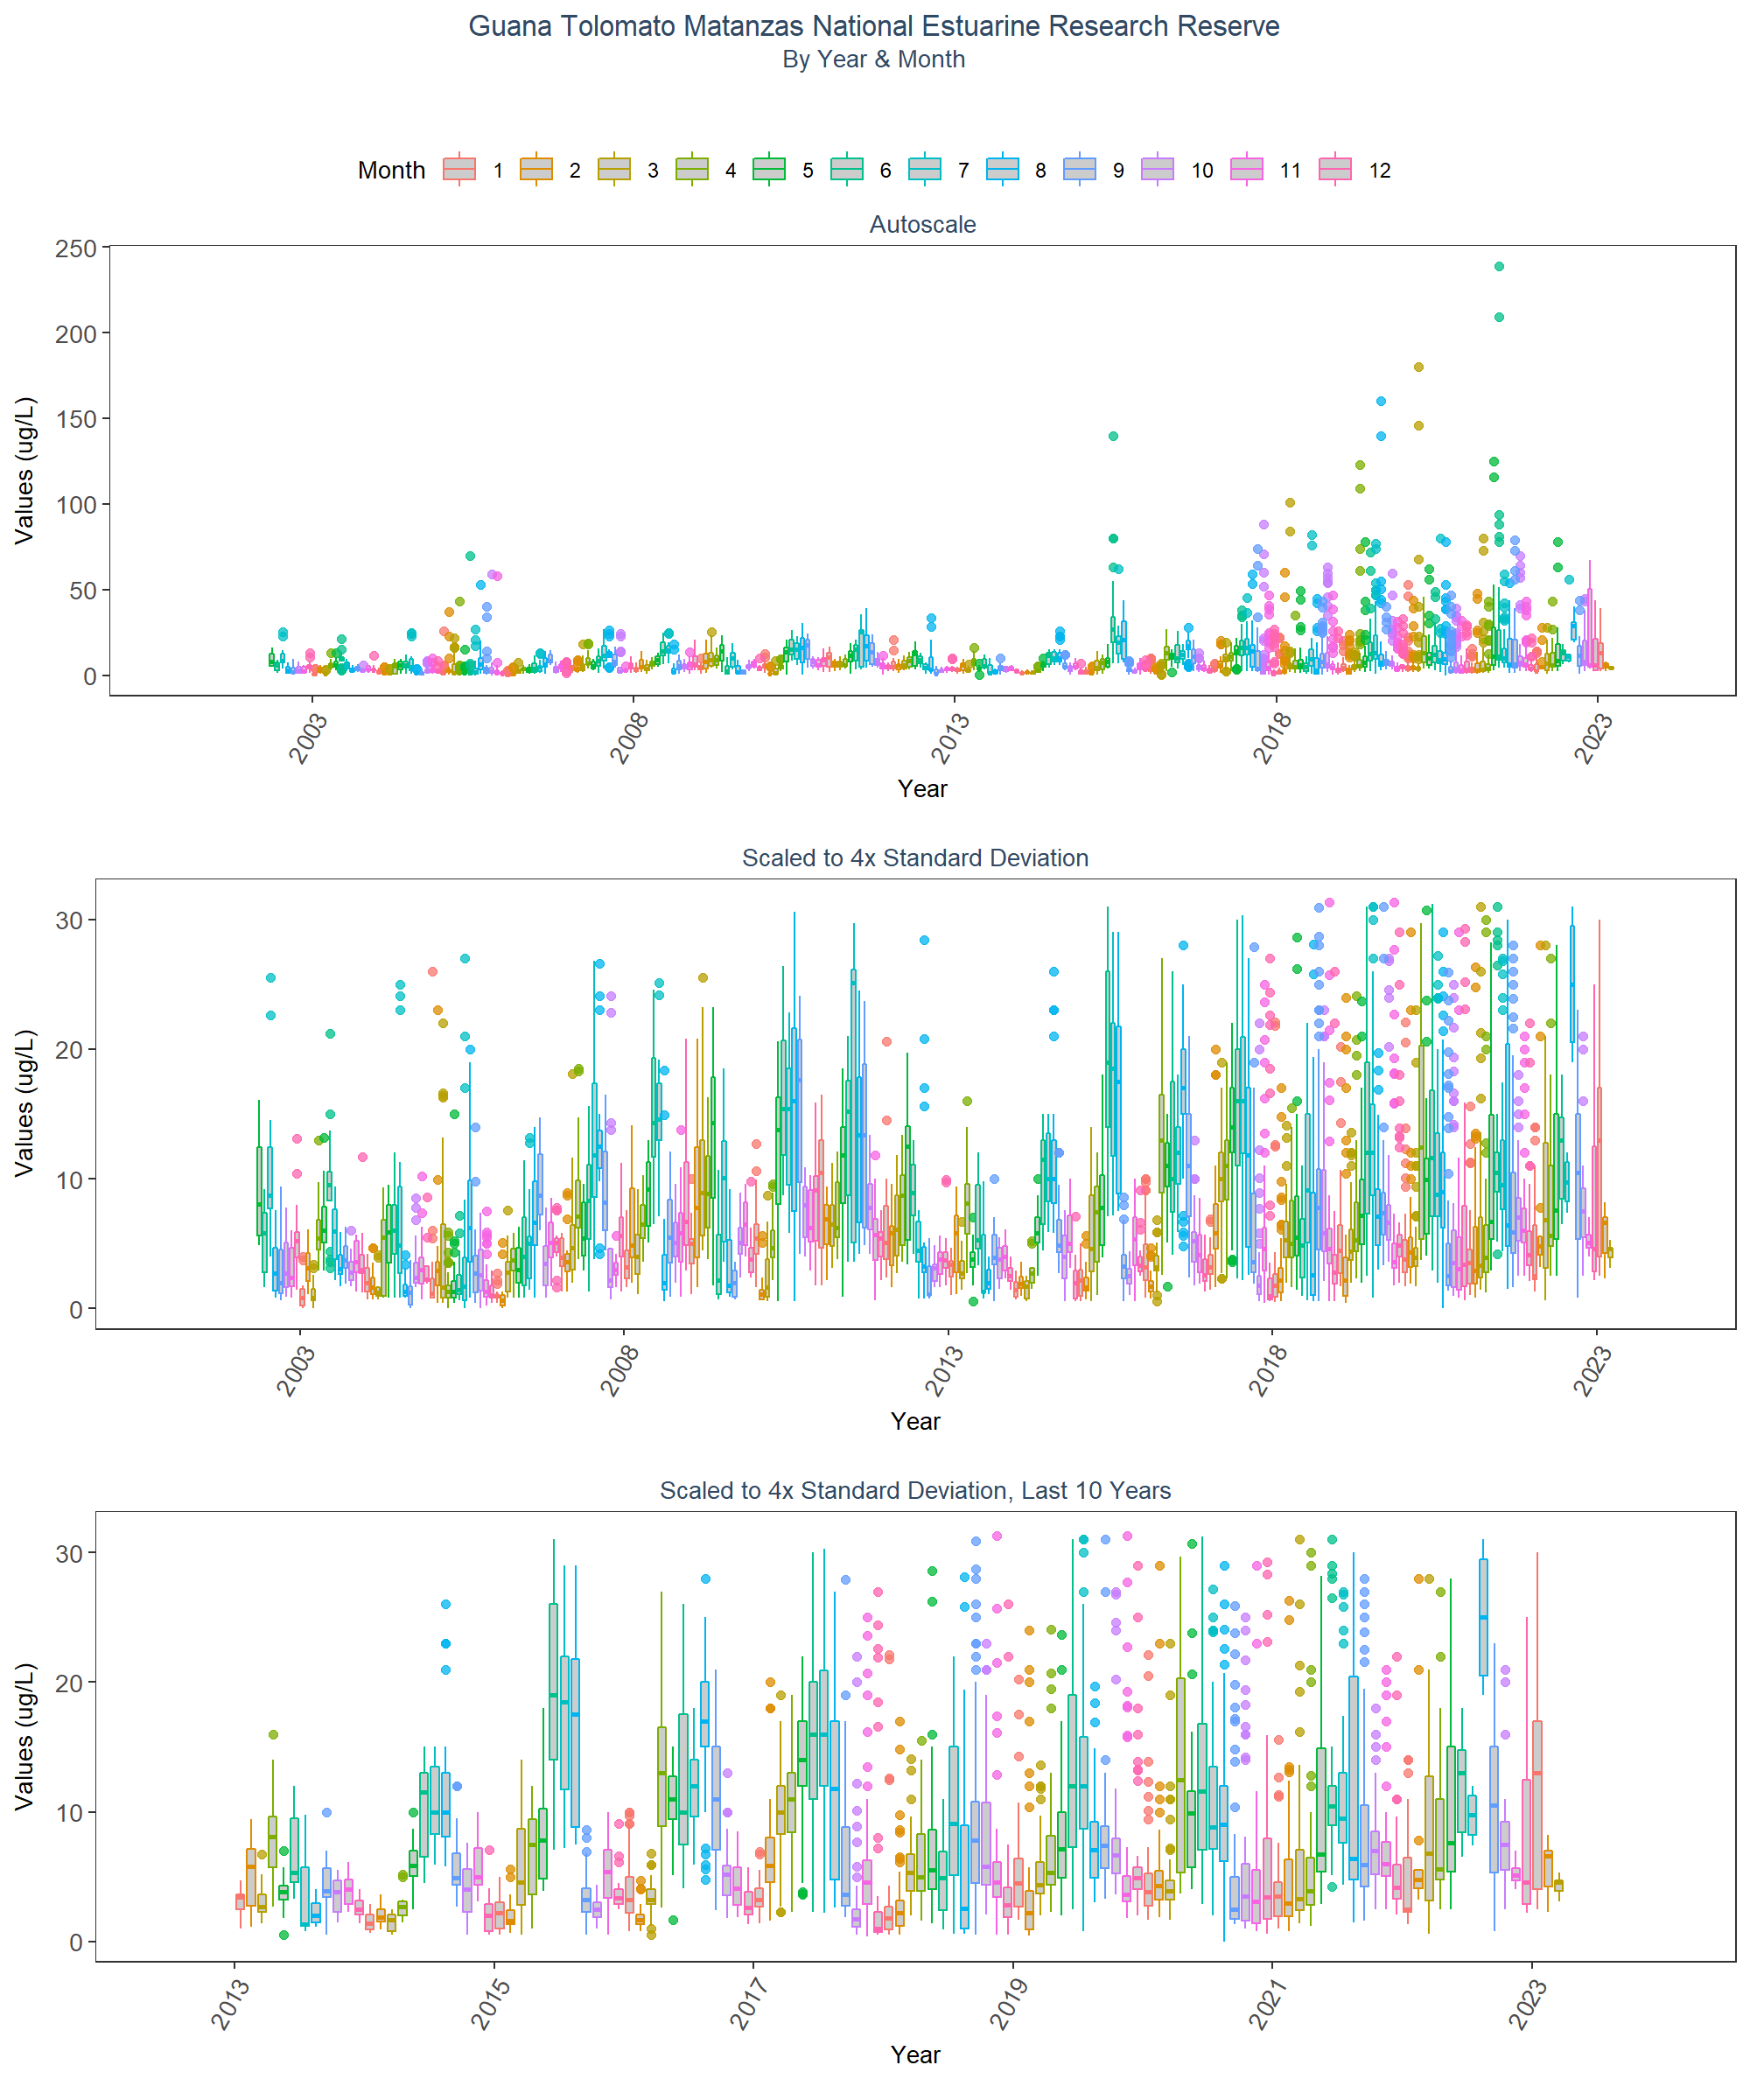 Guana Tolomato Matanzas National Estuarine Research Reserve
By Year & Month
Month 1 2 3 4 5 6 7 8 9 10 11 12
Autoscale
250
200
150
100
50
0
Values (ug/L)
2003 2008 2013 2018 2023
Year
Scaled to 4x Standard Deviation
30
20
10
0
Values (ug/L)
2003 2008 2013 2018 2023
Year
Scaled to 4x Standard Deviation, Last 10 Years
30
20
10
0
Values (ug/L)
2013 2015 2017 2019 2021 2023
Year